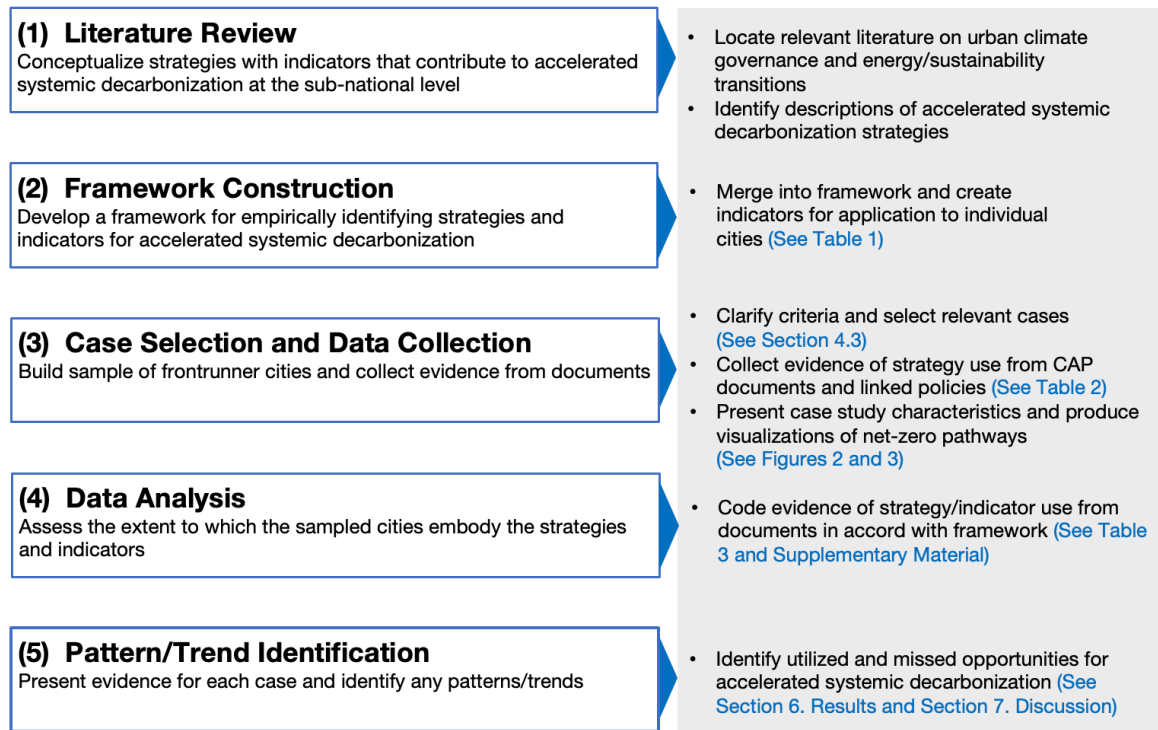 (1) Literature Review
Conceptualize strategies with indicators that contribute to accelerated
systemic decarbonization at the sub-national level
• Locate relevant literature on urban climate
governance and energy/sustainability
transitions
• Identify descriptions of accelerated systemic
decarbonization strategies
(2) Framework Construction
Develop a framework for empirically identifying strategies and
indicators for accelerated systemic decarbonization
• Merge into framework and create
indicators for application to individual
cities (See Table 1)
(3) Case Selection and Data Collection
Build sample of frontrunner cities and collect evidence from documents
• Clarify criteria and select relevant cases
(See Section 4.3)
• Collect evidence of strategy use from CAP
documents and linked policies (See Table 2)
• Present case study characteristics and produce
visualizations of net-zero pathways
(See Figures 2 and 3)
(4) Data Analysis
Assess the extent to which the sampled cities embody the strategies
and indicators
• Code evidence of strategy/indicator use from
documents in accord with framework (See Table
3 and Supplementary Material)
(5) Pattern/Trend Identification
Present evidence for each case and identify any patterns/trends
• Identify utilized and missed opportunities for
accelerated systemic decarbonization (See
Section 6. Results and Section 7. Discussion)